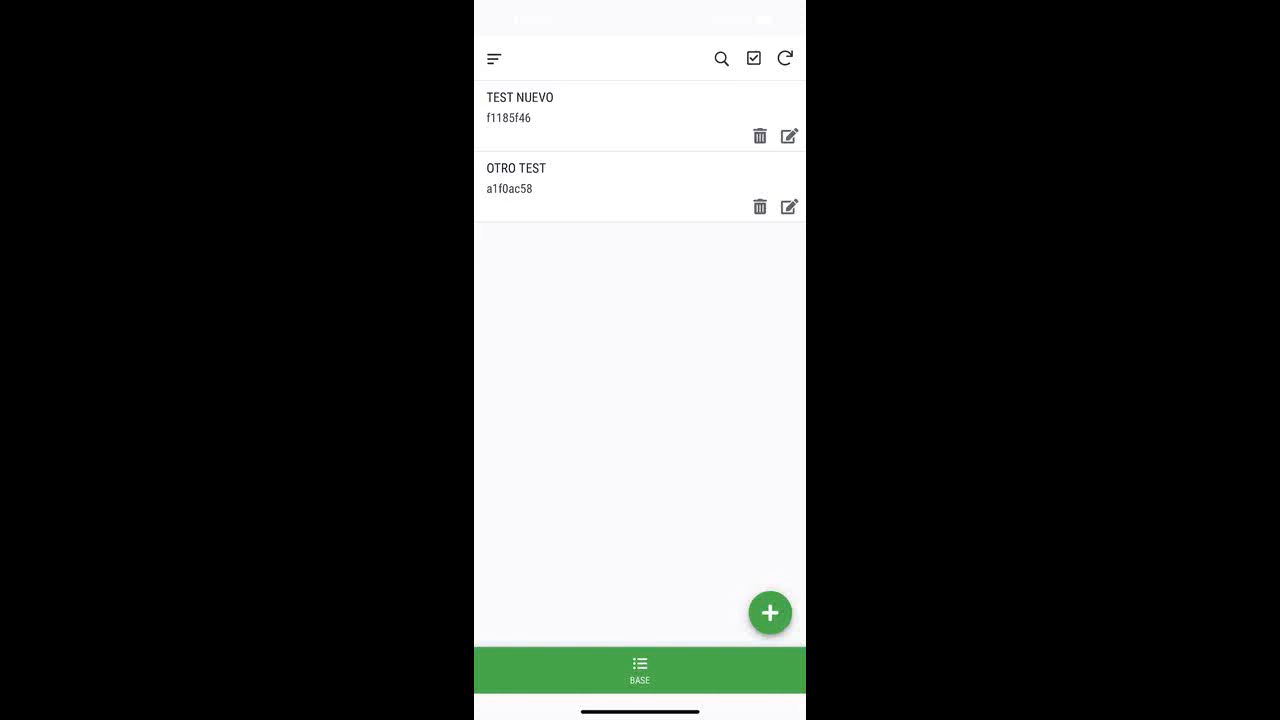 TEST NUEVO
f1185f46
OTRO TEST
a1f0ac58
BASE